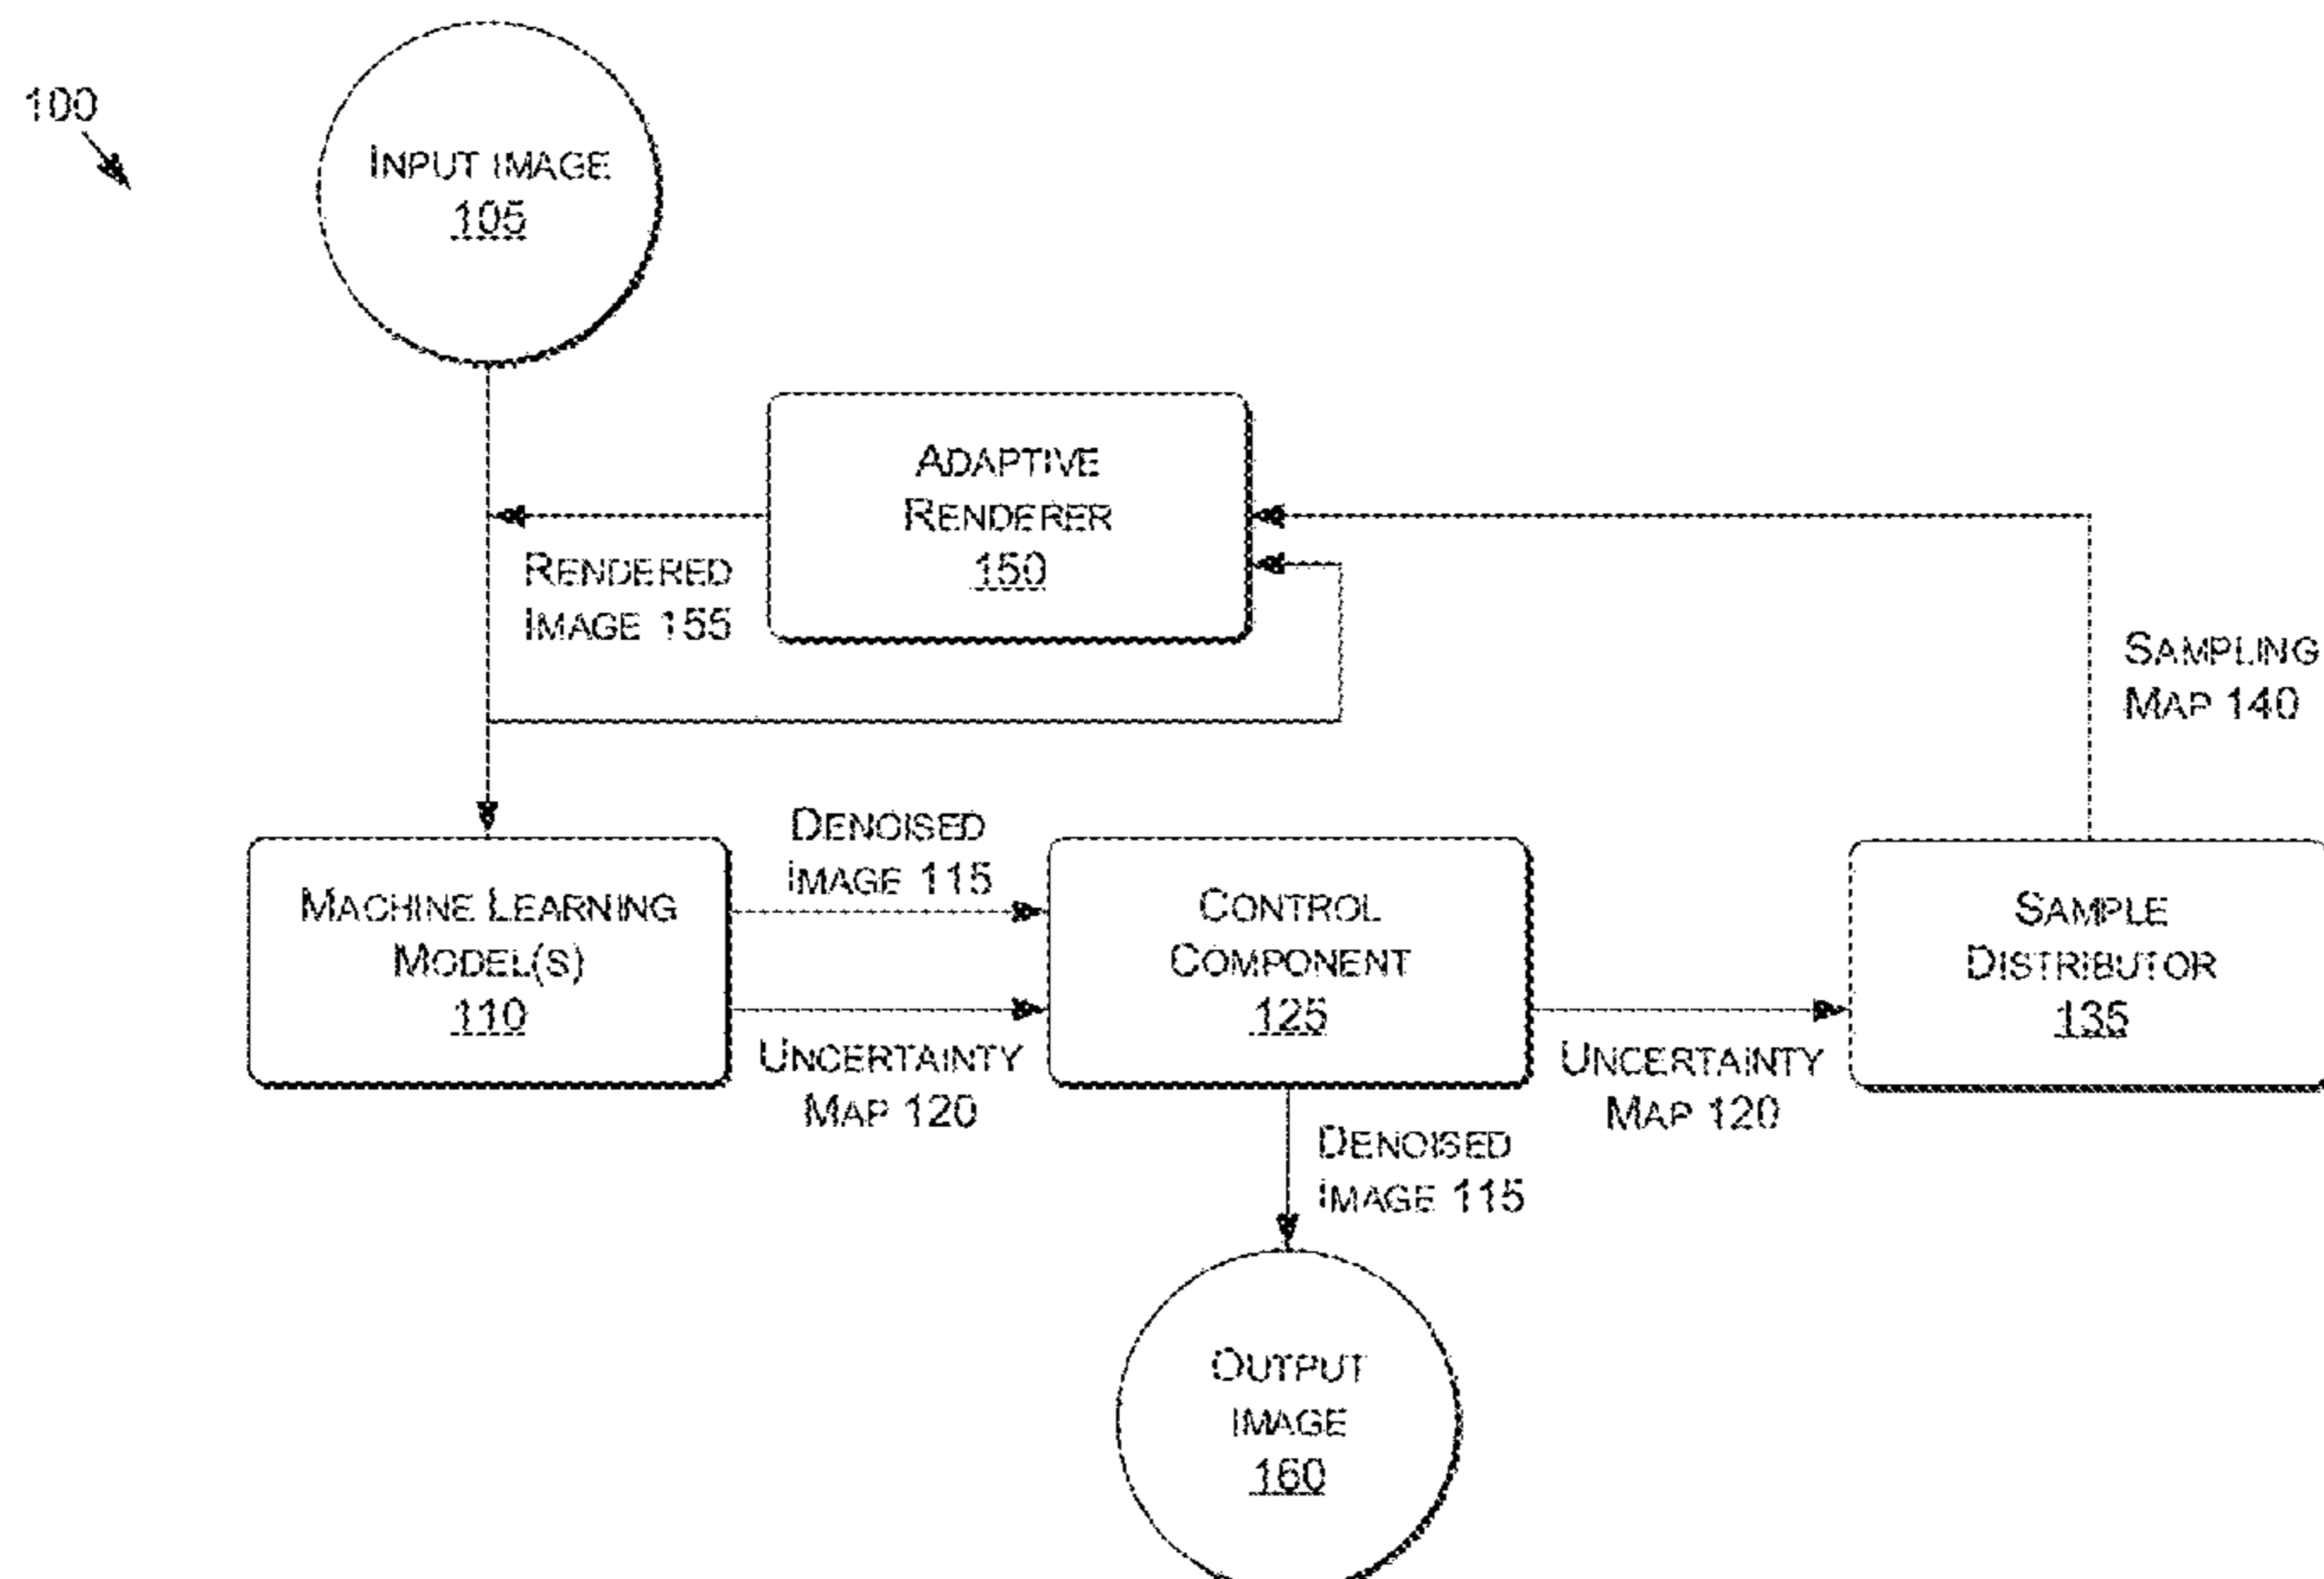 100
INPUT IMAGE
105
ADAPTIVE
RENDERER
150
RENDERED
IMAGE 155
SAMPLING
MAP 140
DENOISED
IMAGE 115
MACHINE LEARNING
MODEL(S)
110
CONTROL
COMPONENT
125
SAMPLE
DISTRIBUTOR
135
UNCERTAINTY
MAP 120
UNCERTAINTY
MAP 120
DENOISED
IMAGE 115
OUTPUT
IMAGE
160